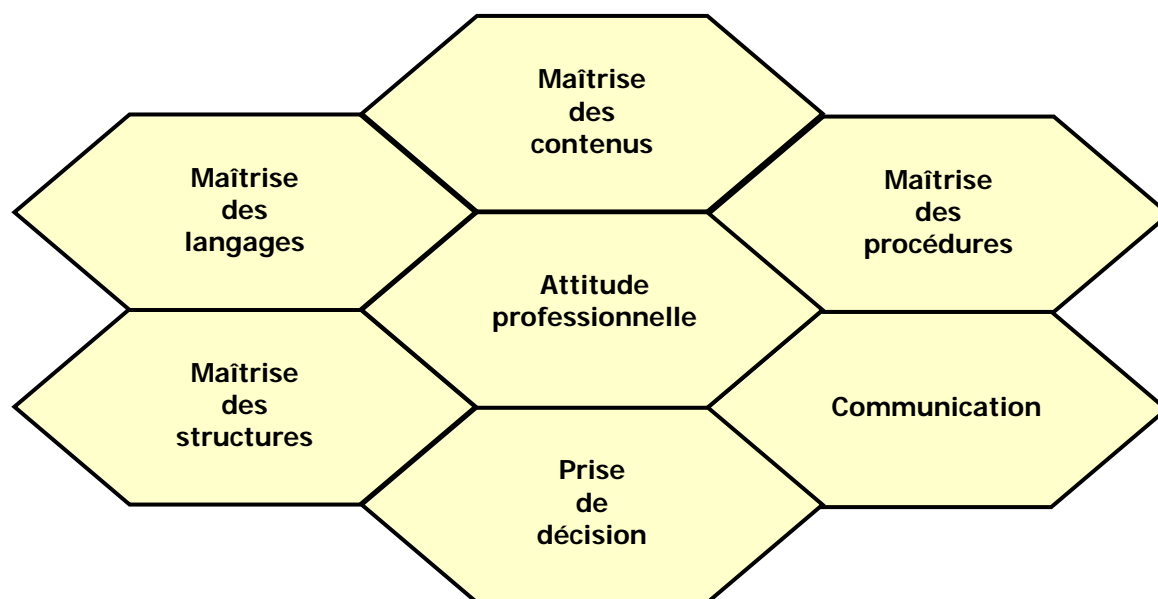 Maîtrise
des
contenus
Maîtrise
des
langages
Maîtrise
des
procédures
Attitude
professionnelle
Maîtrise
des
structures
Communication
Prise
de
décision